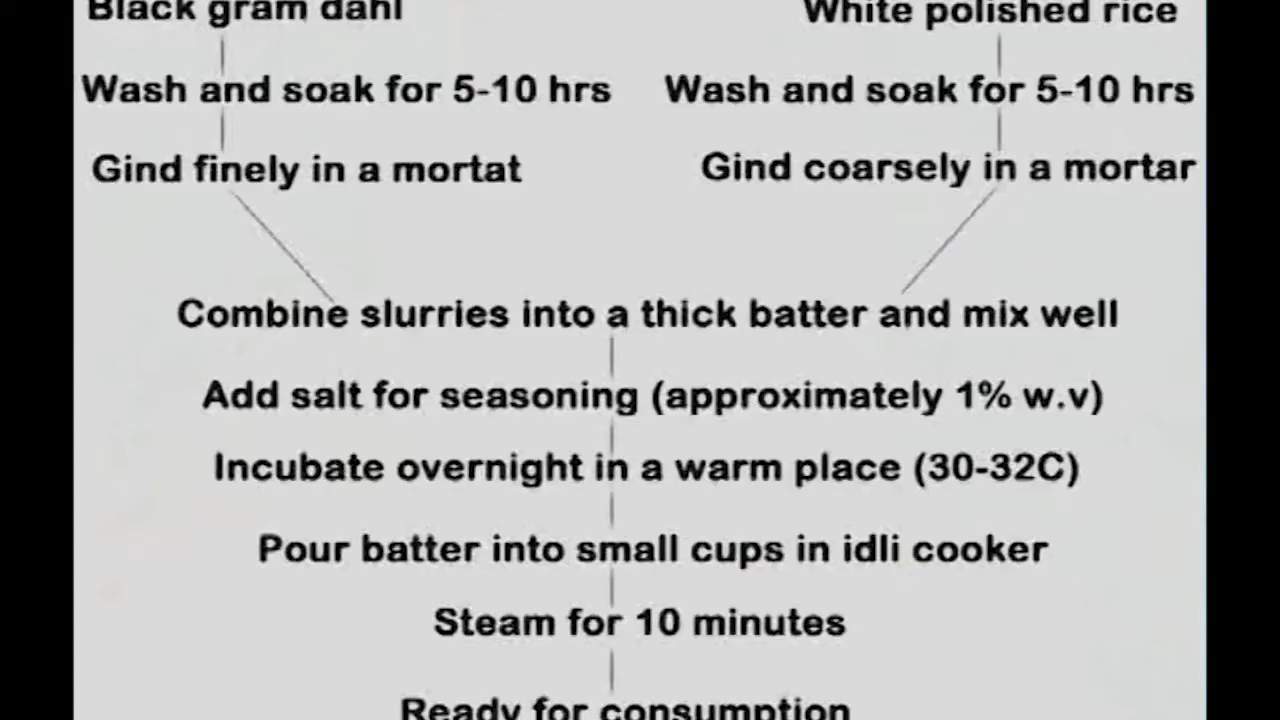 Black gram dahl
White polished rice
Wash and soak for 5-10 hrs
Wash and soak for 5-10 hrs
Gind finely in a mortat
Gind coarsely in a mortar
Combine slurries into a thick batter and mix well
Add salt for seasoning (approximately 1% w.v)
Incubate overnight in a warm place (30-32C)
Pour batter into small cups in idli cooker
Steam for 10 minutes
Ready for consumption